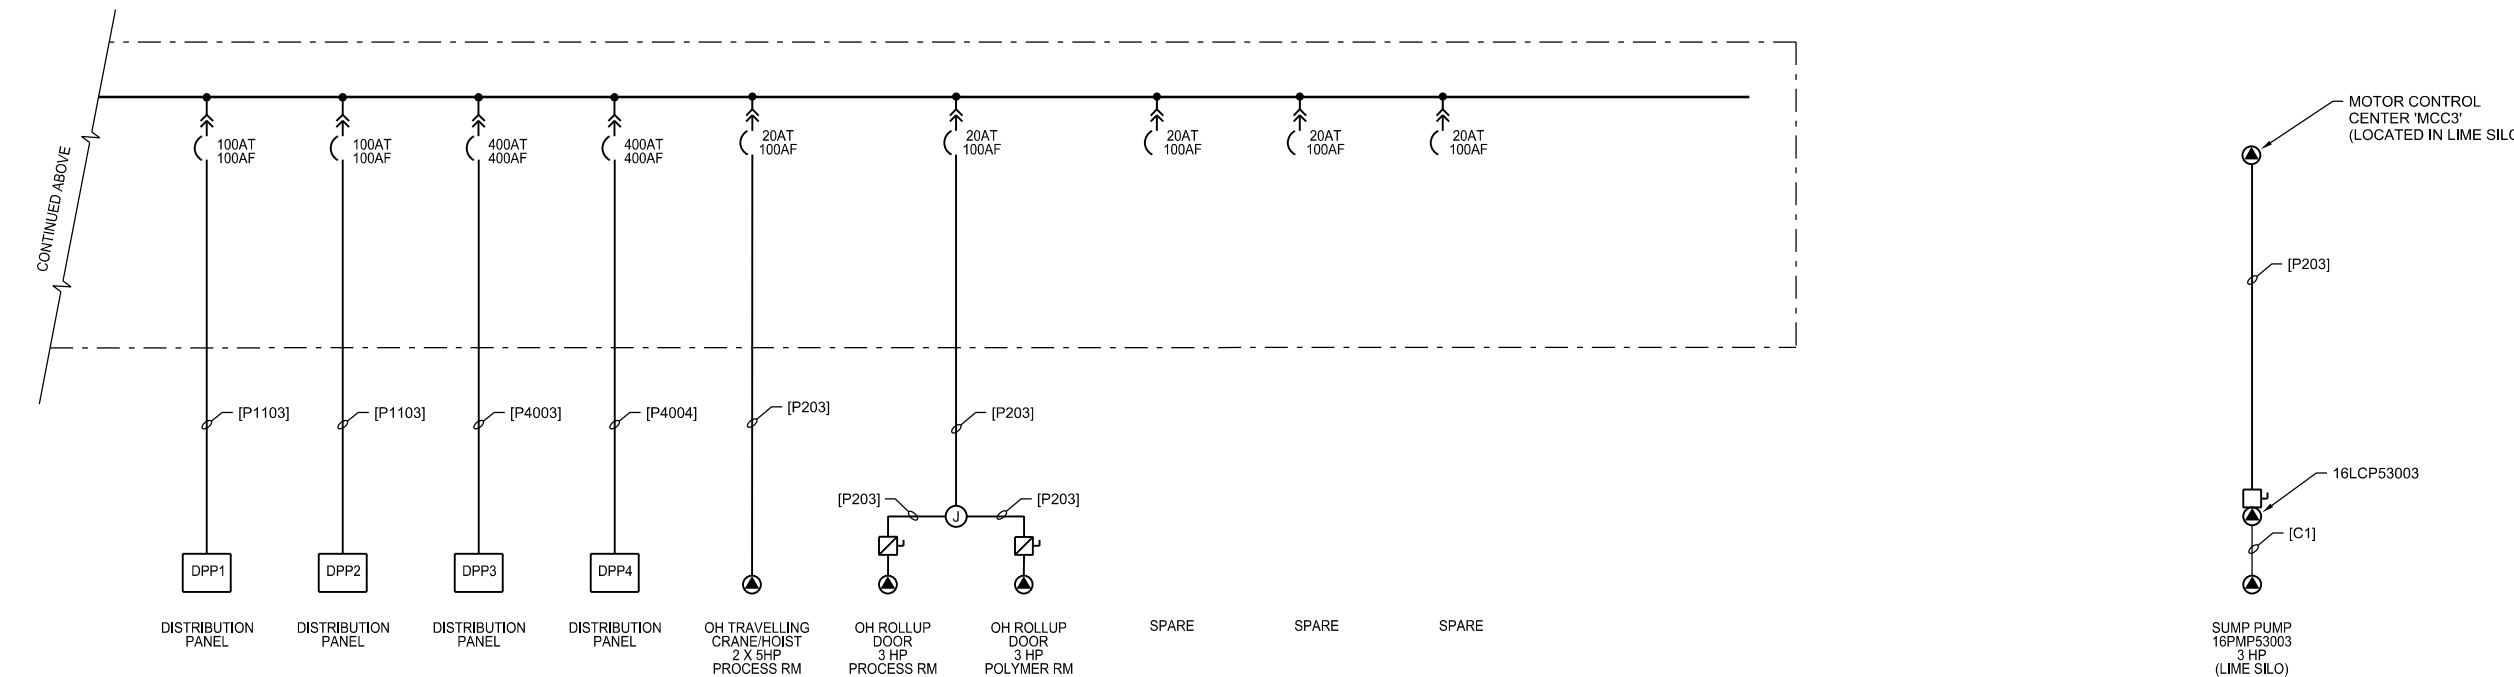 CONTINUED ABOVE
100AT
100AF
100AT
100AF
400AT
400AF
400AT
400AF
20AT
100AF
20AT
100AF
20AT
100AF
20AT
100AF
20AT
100AF
MOTOR CONTROL
CENTER 'MCC3'
(LOCATED IN LIME SILO
[P203]
[P1103]
[P1103]
[P4003]
[P4004]
[P203]
[P203]
[P203]
[P203]
J
16LCP53003
[C1]
DPP1
DPP2
DPP3
DPP4
DISTRIBUTION
PANEL
DISTRIBUTION
PANEL
DISTRIBUTION
PANEL
DISTRIBUTION
PANEL
OH TRAVELLING
CRANE/HOIST
2 X 5HP
PROCESS RM
OH ROLLUP
DOOR
3 HP
PROCESS RM
OH ROLLUP
DOOR
3 HP
POLYMER RM
SPARE
SPARE
SPARE
SUMP PUMP
16PMP53003
3 HP
(LIME SILO)